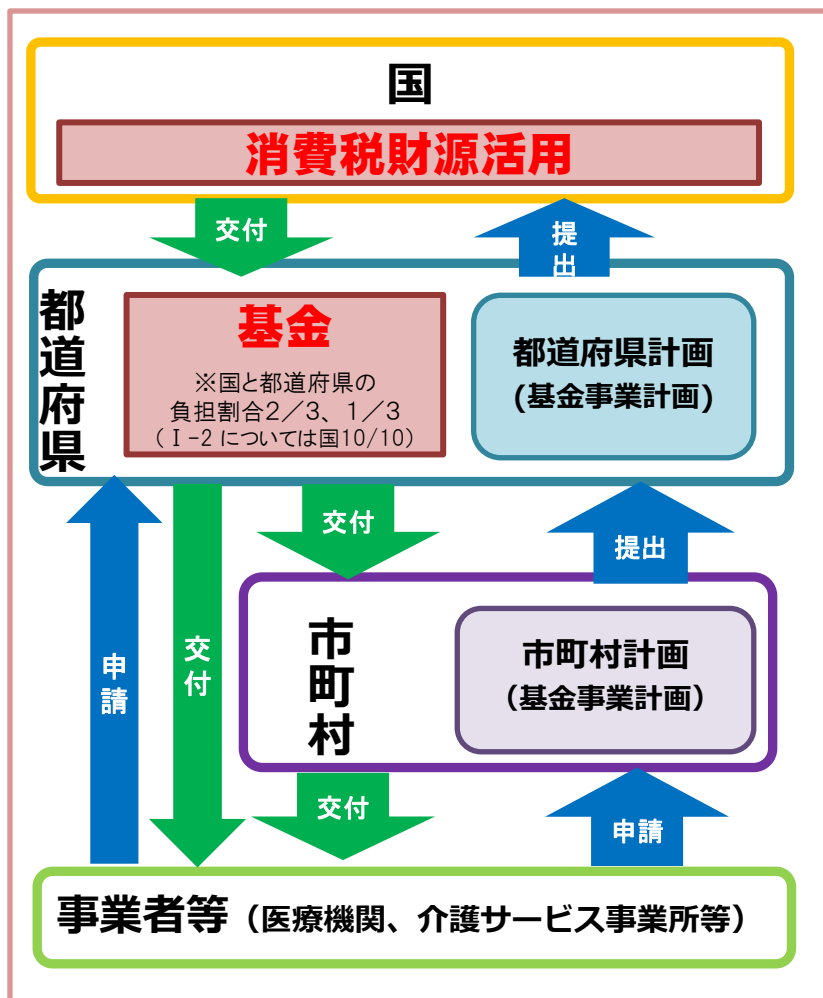 国
消費税財源活用
交付
提出
都道府県
基金
※国と都道府県の
負担割合2/3、1/3
(Ⅰ-2 については国10/10)
都道府県計画
(基金事業計画)
交付
提出
申請
交付
市町村
市町村計画
(基金事業計画)
交付
申請
事業者等(医療機関、介護サービス事業所等)